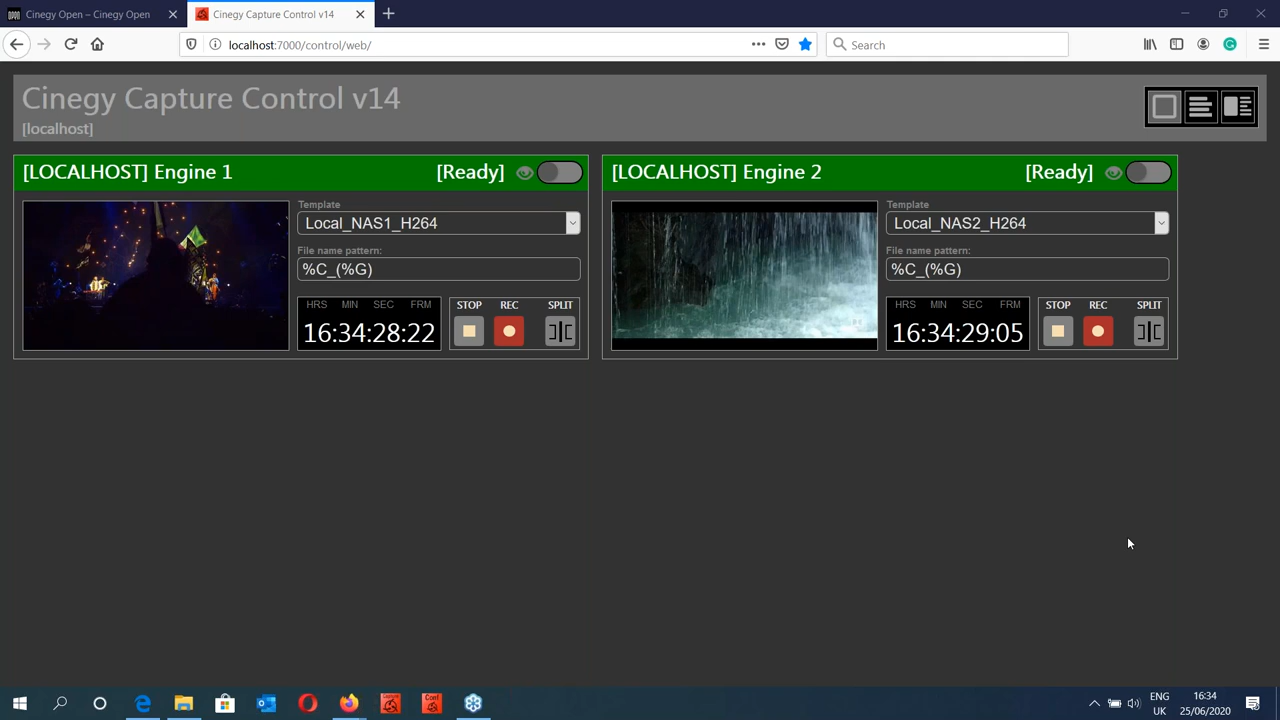 Cinegy Open – Cinegy Open
Cinegy Capture Control v14
localhost:7000/control/web/
Search
Cinegy Capture Control v14
[localhost]
[LOCALHOST] Engine 1
[Ready]
Template
Local_NAS1_H264
File name pattern:
%C_(%G)
HRS MIN SEC FRM
16:34:28:22
STOP REC SPLIT
[LOCALHOST] Engine 2
[Ready]
Template
Local_NAS2_H264
File name pattern:
%C_(%G)
HRS MIN SEC FRM
16:34:29:05
STOP REC SPLIT
Capture
Conf
ENG
UK
16:34
25/06/2020